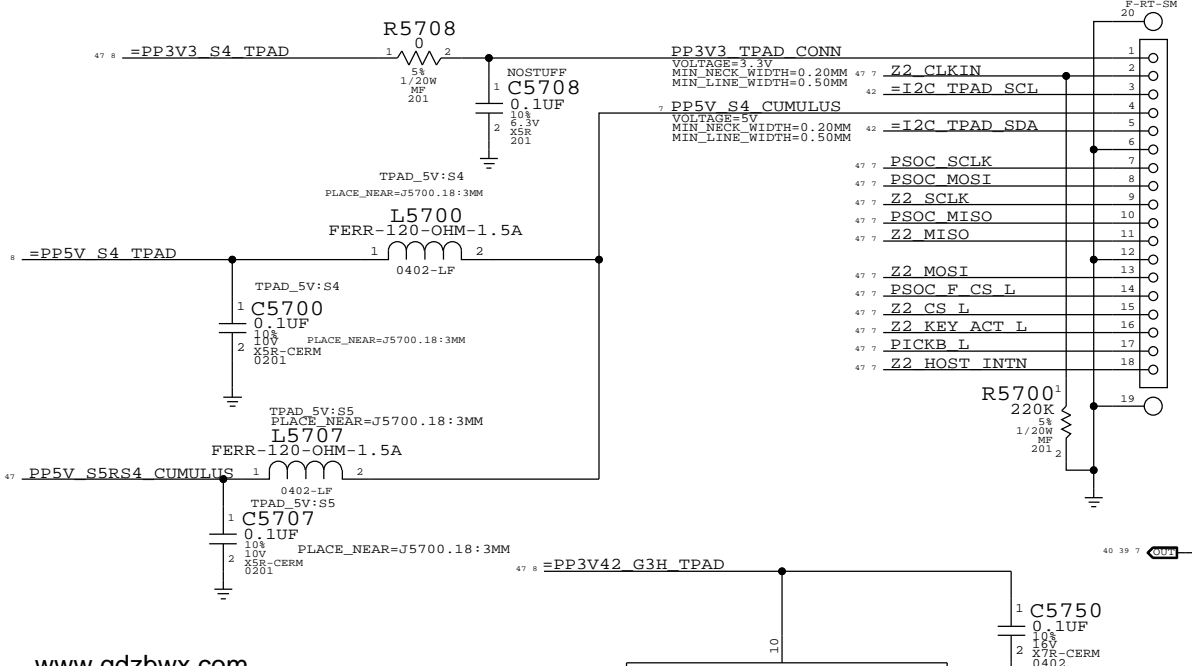 F-RT-SM
20
R5708
0
47 8 =PP3V3_S4_TPAD 1 2
5%
1/20W
MF
201
NOSTUFF
1 C5708
0.1UF
10%
6.3V
2 X5R
201
PP3V3_TPAD_CONN 1
VOLTAGE=3.3V
MIN_NECK_WIDTH=0.20MM
MIN_LINE_WIDTH=0.50MM
47 7 Z2_CLKIN 2
42 =I2C_TPAD_SCL 3
7 PP5V_S4_CUMULUS 4
VOLTAGE=5V
MIN_NECK_WIDTH=0.20MM
MIN_LINE_WIDTH=0.50MM
42 =I2C_TPAD_SDA 5
6
47 7 PSOC_SCLK 7
47 7 PSOC_MOSI 8
47 7 Z2_SCLK 9
47 7 PSOC_MISO 10
47 7 Z2_MISO 11
12
47 7 Z2_MOSI 13
47 7 PSOC_F_CS_L 14
47 7 Z2_CS_L 15
47 7 Z2_KEY_ACT_L 16
47 7 PICKB_L 17
47 7 Z2_HOST_INTN 18
19
R5700 1
220K
5%
1/20W
MF
201 2
TPAD_5V:S4
PLACE_NEAR=J5700.18:3MM
L5700
FERR-120-OHM-1.5A
8 =PP5V_S4_TPAD 1 2
0402-LF
TPAD_5V:S4
1 C5700
0.1UF
10%
10V PLACE_NEAR=J5700.18:3MM
2 X5R-CERM
0201
TPAD_5V:S5
PLACE_NEAR=J5700.18:3MM
L5707
FERR-120-OHM-1.5A
47 PP5V_S5RS4_CUMULUS 1 2
0402-LF
TPAD_5V:S5
1 C5707
0.1UF
10% PLACE_NEAR=J5700.18:3MM
10V
2 X5R-CERM
0201
40 39 7 OUT
47 8 =PP3V42_G3H_TPAD
10
1 C5750
0.1UF
10%
16V
2 X7R-CERM
0402
www.gdzbwx.com